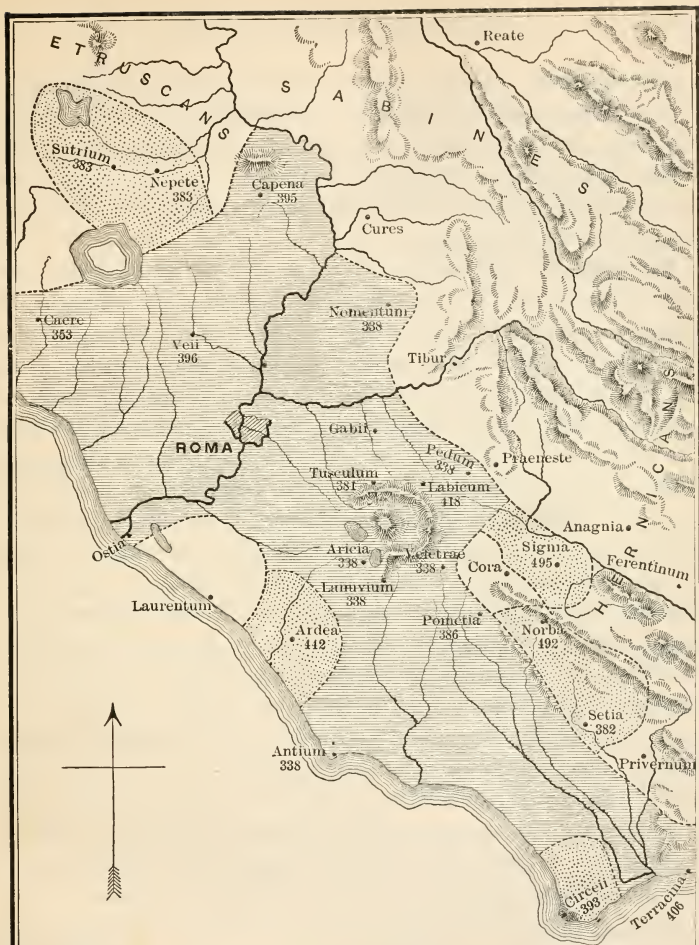 Reate
ETRUSCANS
SABINES
Sutrium
383
Nepete
383
Capena
395
Cures
Caere
353
Nomentum
338
Veii
396
Tibur
ROMA
Gabii
Pedum
338
Praeneste
Tusculum
381
Labicum
418
HERNICANS
Anagnia
Ostia
Aricia
338
Veletrae
338
Signia
495
Cora
Ferentinum
Laurentum
Lanuvium
338
Ardea
442
Pometia
386
Norba
492
Setia
382
Antium
338
Privernum
Circeii
393
Terracina
406